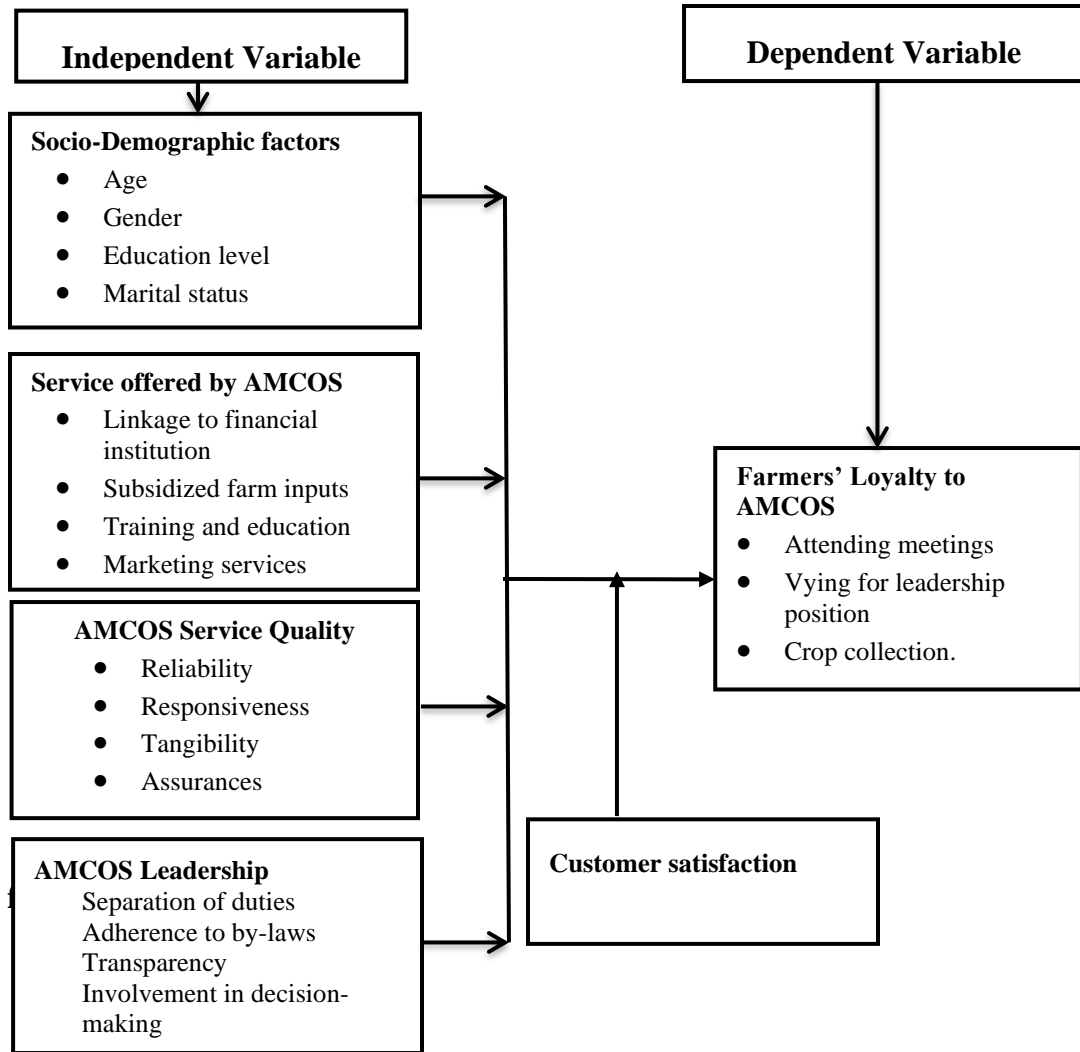 Independent Variable
Dependent Variable
Socio-Demographic factors
● Age
● Gender
● Education level
● Marital status
Service offered by AMCOS
● Linkage to financial
institution
● Subsidized farm inputs
● Training and education
● Marketing services
AMCOS Service Quality
● Reliability
● Responsiveness
● Tangibility
● Assurances
AMCOS Leadership
Separation of duties
Adherence to by-laws
Transparency
Involvement in decision-
making
Farmers’ Loyalty to
AMCOS
● Attending meetings
● Vying for leadership
position
● Crop collection.
Customer satisfaction